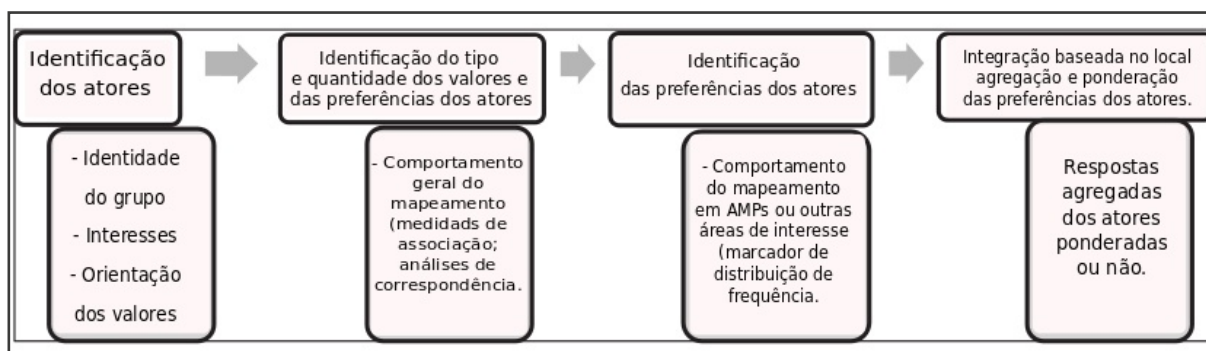 Identificação
dos atores
- Identidade
do grupo
- Interesses
- Orientação
dos valores
Identificação do tipo
e quantidade dos valores e
das preferências dos atores
- Comportamento
geral do
mapeamento
(medidads de
associação;
análises de
correspondência.
Identificação
das preferências dos atores
- Comportamento
do mapeamento
em AMPs ou outras
áreas de interesse
(marcador de
distribuição de
frequência.
Integração baseada no local
agregação e ponderação
das preferências dos atores.
Respostas
agregadas
dos atores
ponderadas
ou não.